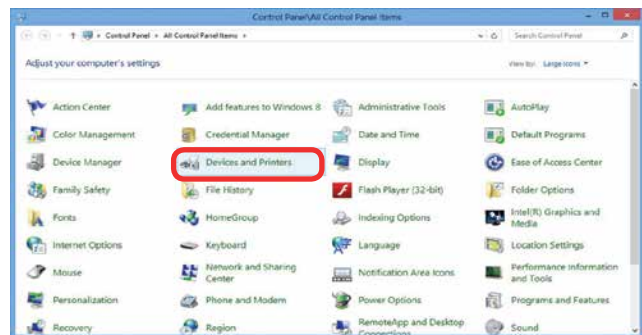 Control Panel\All Control Panel Items
Control Panel ▸ All Control Panel Items ▸
Search Control Panel
Adjust your computer's settings
View by: Large icons
Action Center
Add features to Windows 8
Administrative Tools
AutoPlay
Color Management
Credential Manager
Date and Time
Default Programs
Device Manager
Devices and Printers
Display
Ease of Access Center
Family Safety
File History
Flash Player (32-bit)
Folder Options
Fonts
HomeGroup
Indexing Options
Intel(R) Graphics and
Media
Internet Options
Keyboard
Language
Location Settings
Mouse
Network and Sharing
Center
Notification Area Icons
Performance Information
and Tools
Personalization
Phone and Modem
Power Options
Programs and Features
Recovery
Region
RemoteApp and Desktop
Connections
Sound